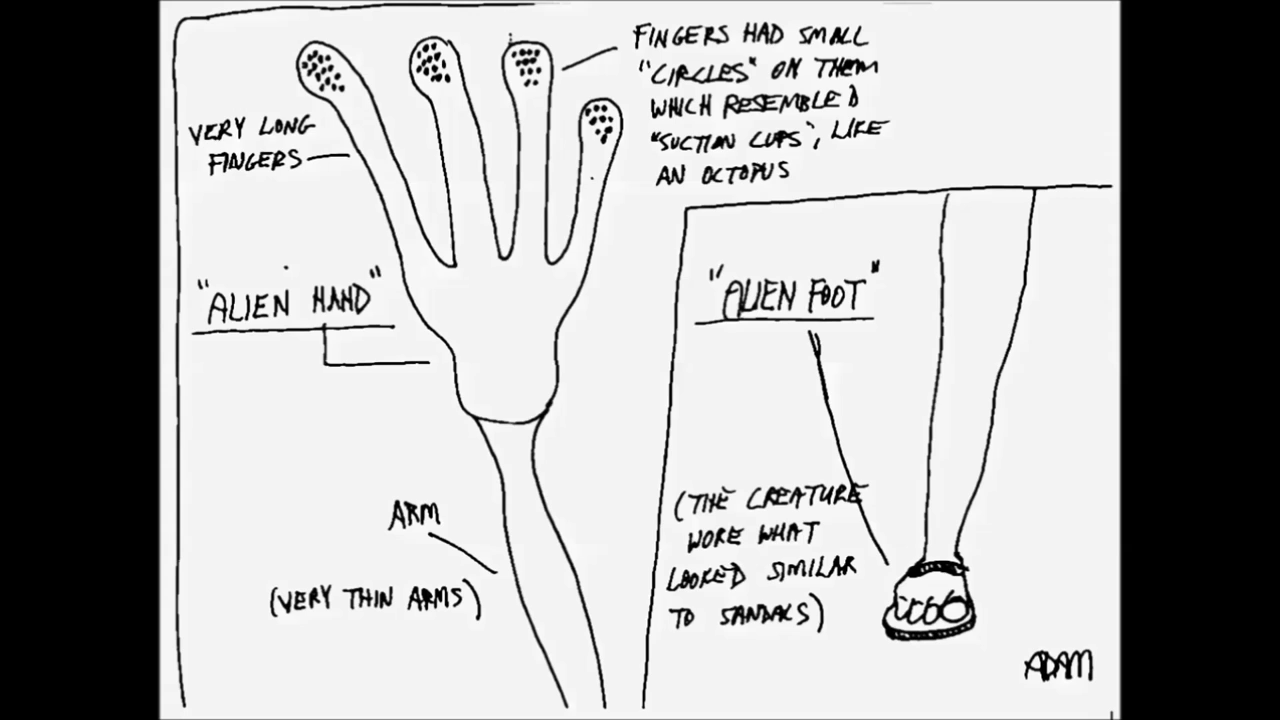 FINGERS HAD SMALL
"CIRCLES" ON THEM
WHICH RESEMBLED
"SUCTION CUPS", LIKE
AN OCTOPUS
VERY LONG
FINGERS
"ALIEN HAND"
ARM
(VERY THIN ARMS)
"ALIEN FOOT"
(THE CREATURE
WORE WHAT
LOOKED SIMILAR
TO SANDALS)
ADAM